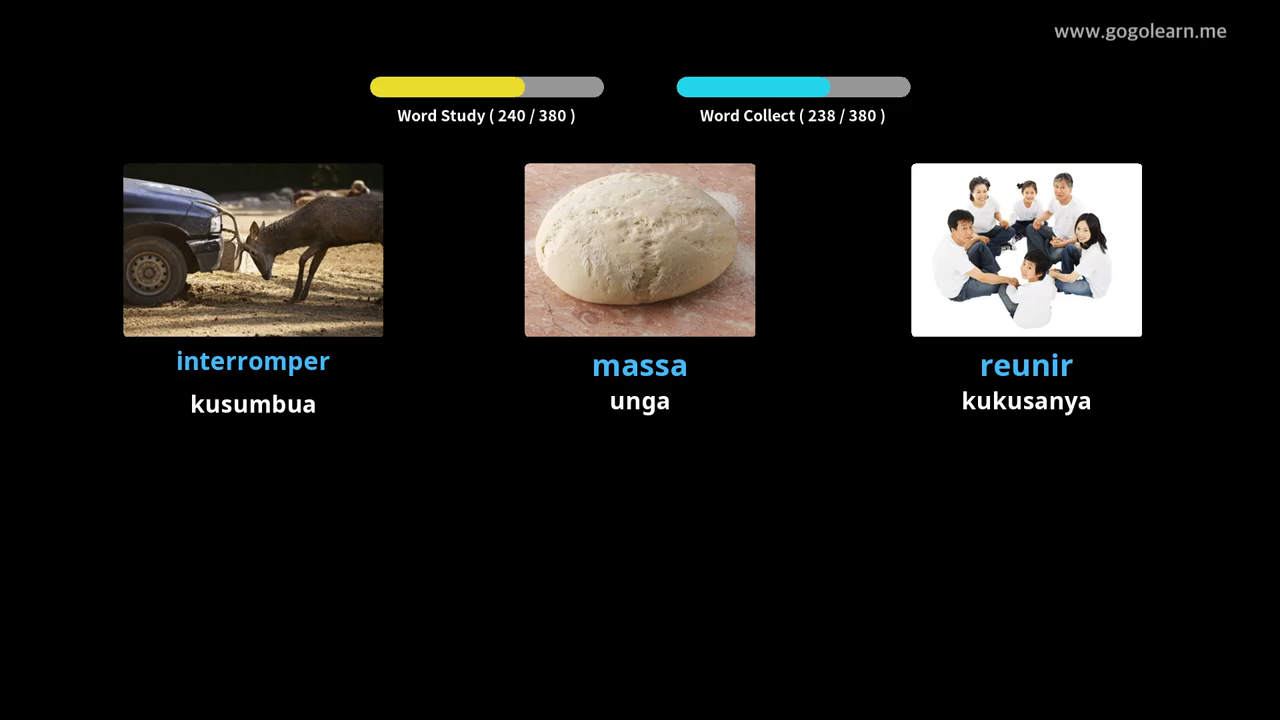 www.gogolearn.me
Word Study ( 240 / 380 )
Word Collect ( 238 / 380 )
interromper
kusumbua
massa
unga
reunir
kukusanya